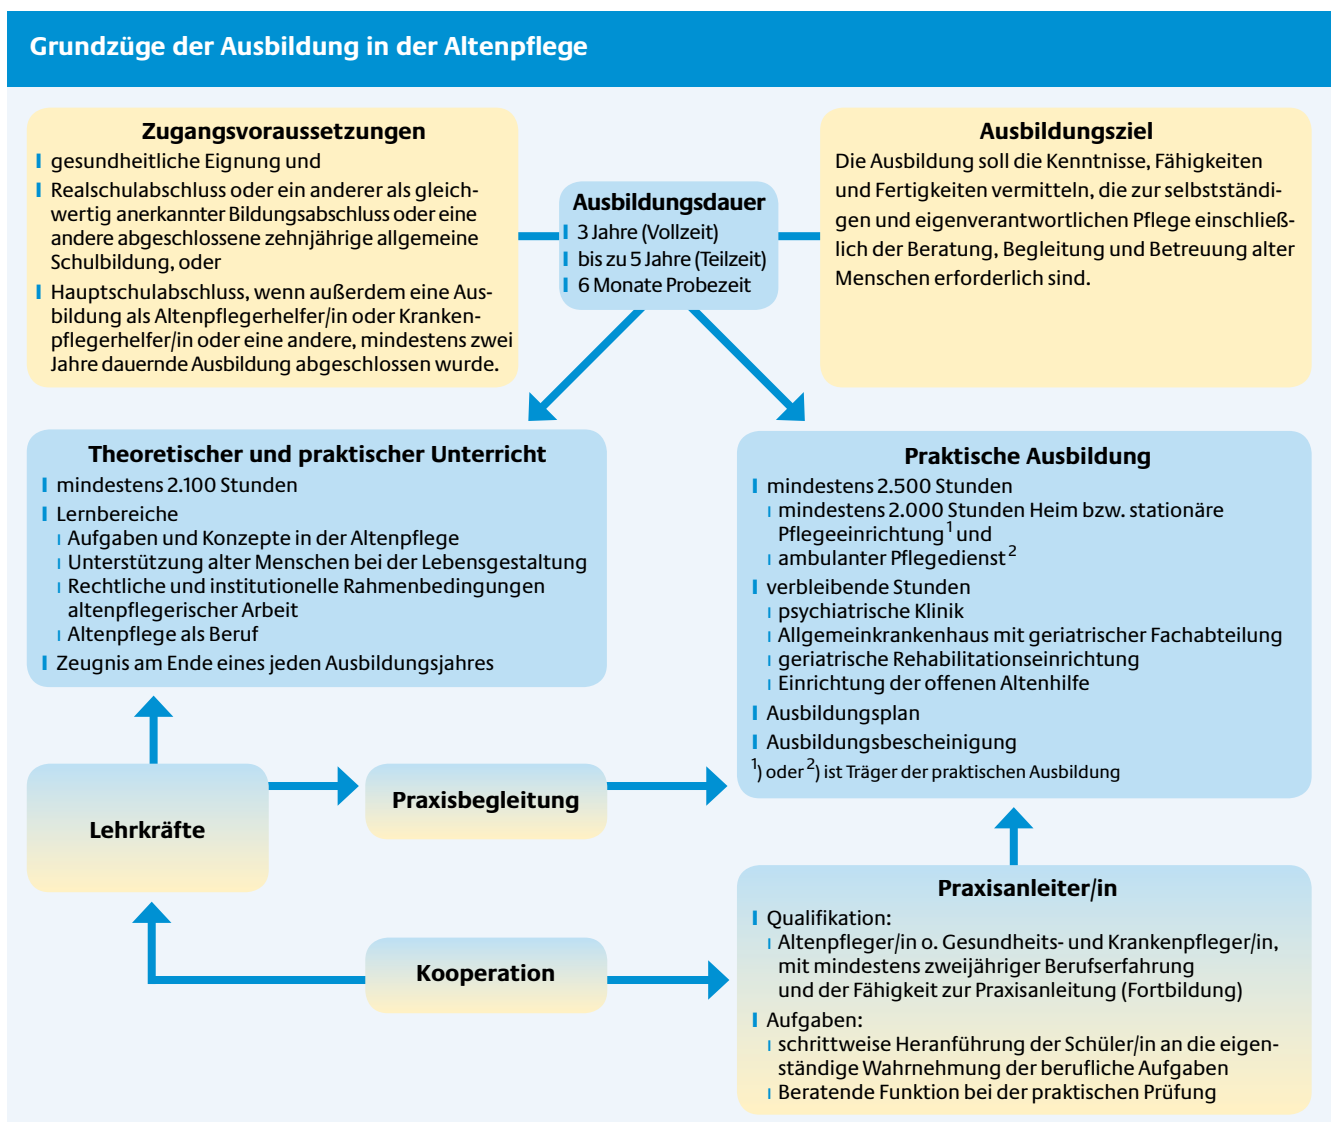 Grundzüge der Ausbildung in der Altenpflege
Zugangsvoraussetzungen
gesundheitliche Eignung und
Realschulabschluss oder ein anderer als gleich-
wertig anerkannter Bildungsabschluss oder eine
andere abgeschlossene zehnjährige allgemeine
Schulbildung, oder
Hauptschulabschluss, wenn außerdem eine Aus-
bildung als Altenpflegerhelfer/in oder Kranken-
pflegerhelfer/in oder eine andere, mindestens zwei
Jahre dauernde Ausbildung abgeschlossen wurde.
Ausbildungsdauer
3 Jahre (Vollzeit)
bis zu 5 Jahre (Teilzeit)
6 Monate Probezeit
Ausbildungsziel
Die Ausbildung soll die Kenntnisse, Fähigkeiten
und Fertigkeiten vermitteln, die zur selbstständi-
gen und eigenverantwortlichen Pflege einschließ-
lich der Beratung, Begleitung und Betreuung alter
Menschen erforderlich sind.
Theoretischer und praktischer Unterricht
mindestens 2.100 Stunden
Lernbereiche
Aufgaben und Konzepte in der Altenpflege
Unterstützung alter Menschen bei der Lebensgestaltung
Rechtliche und institutionelle Rahmenbedingungen
altenpflegerischer Arbeit
Altenpflege als Beruf
Zeugnis am Ende eines jeden Ausbildungsjahres
Praktische Ausbildung
mindestens 2.500 Stunden
mindestens 2.000 Stunden Heim bzw. stationäre
Pflegeeinrichtung¹ und
ambulanter Pflegedienst²
verbleibende Stunden
psychiatrische Klinik
Allgemeinkrankenhaus mit geriatrischer Fachabteilung
geriatrische Rehabilitationseinrichtung
Einrichtung der offenen Altenhilfe
Ausbildungsplan
Ausbildungsbescheinigung
¹) oder ²) ist Träger der praktischen Ausbildung
Lehrkräfte
Praxisbegleitung
Kooperation
Praxisanleiter/in
Qualifikation:
Altenpfleger/in o. Gesundheits- und Krankenpfleger/in,
mit mindestens zweijähriger Berufserfahrung
und der Fähigkeit zur Praxisanleitung (Fortbildung)
Aufgaben:
schrittweise Heranführung der Schüler/in an die eigen-
ständige Wahrnehmung der berufliche Aufgaben
Beratende Funktion bei der praktischen Prüfung